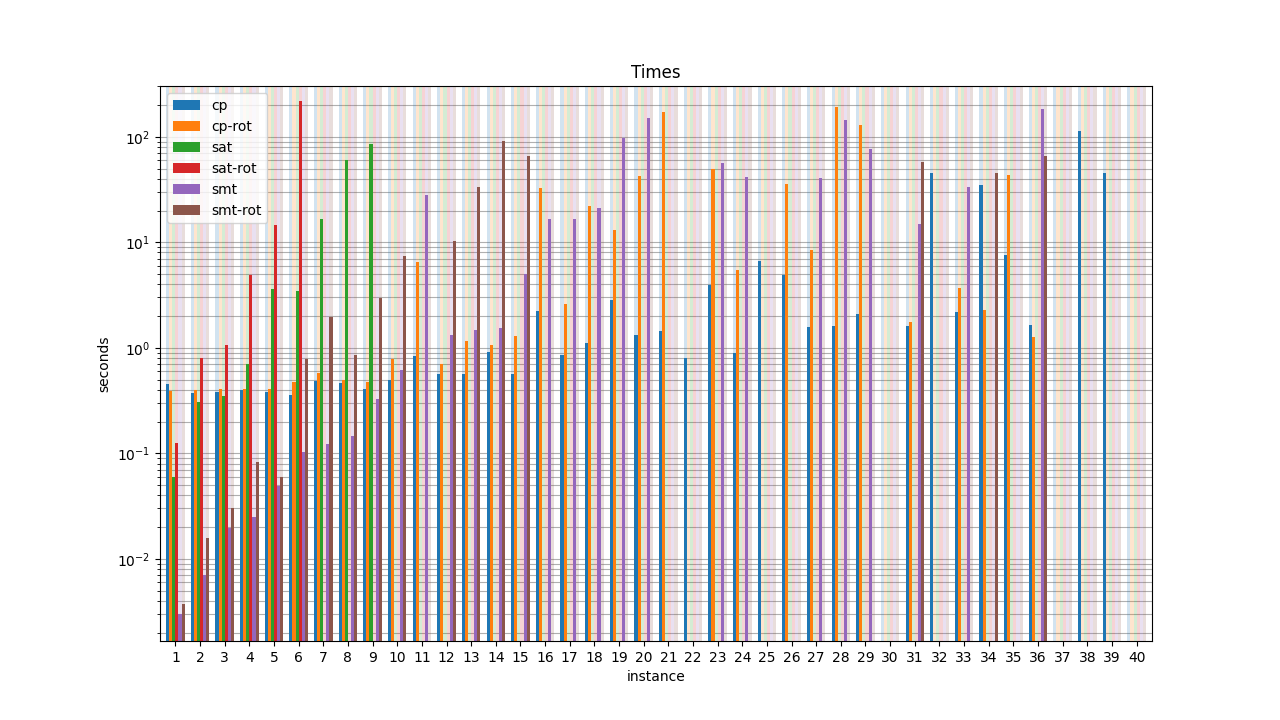 Times
cp
cp-rot
sat
sat-rot
smt
smt-rot
10²
10¹
10⁰
10⁻¹
10⁻²
seconds
1 2 3 4 5 6 7 8 9 10 11 12 13 14 15 16 17 18 19 20 21 22 23 24 25 26 27 28 29 30 31 32 33 34 35 36 37 38 39 40
instance